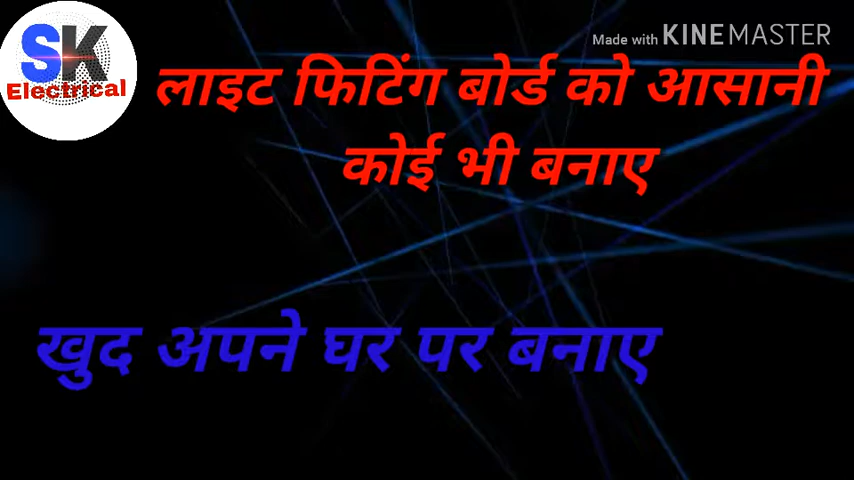 SK
Electrical
Made with KINEMASTER
लाइट फिटिंग बोर्ड को आसानी
कोई भी बनाए
खुद अपने घर पर बनाए